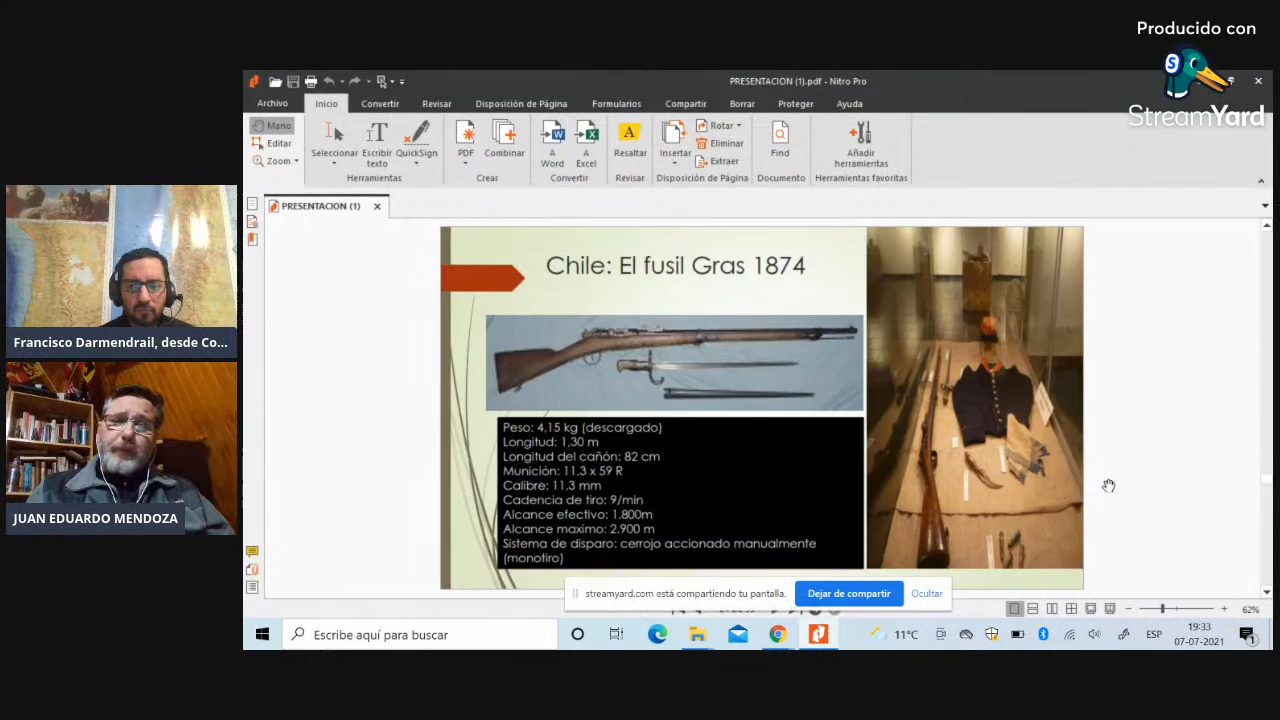 Producido con
StreamYard
PRESENTACION (1).pdf - Nitro Pro
Archivo
Inicio
Convertir
Revisar
Disposición de Página
Formularios
Compartir
Borrar
Proteger
Ayuda
Mano
Editar
Zoom
Seleccionar
Escribir texto
QuickSign
Herramientas
PDF
Combinar
Crear
A Word
A Excel
Convertir
Resaltar
Revisar
Insertar
Rotar
Eliminar
Extraer
Disposición de Página
Find
Documento
Añadir herramientas
Herramientas favoritas
PRESENTACION (1)
Chile: El fusil Gras 1874
Peso: 4,15 kg (descargado)
Longitud: 1,30 m
Longitud del cañón: 82 cm
Munición: 11,3 x 59 R
Calibre: 11,3 mm
Cadencia de tiro: 9/min
Alcance efectivo: 1.800m
Alcance maximo: 2.900 m
Sistema de disparo: cerrojo accionado manualmente
(monotiro)
Francisco Darmendrail, desde Co...
JUAN EDUARDO MENDOZA
streamyard.com está compartiendo tu pantalla.
Dejar de compartir
Ocultar
62%
Escribe aquí para buscar
11°C
ESP
19:33
07-07-2021
1